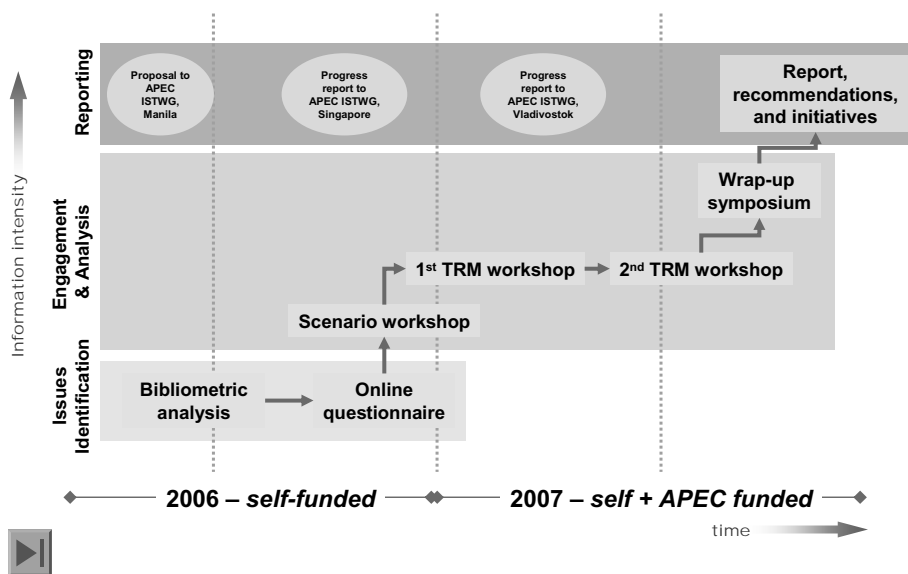 Information intensity
Reporting
Proposal to
APEC
ISTWG,
Manila
Progress
report to
APEC ISTWG,
Singapore
Progress
report to
APEC ISTWG,
Vladivostok
Report,
recommendations,
and initiatives
Engagement
& Analysis
Wrap-up
symposium
1st TRM workshop
2nd TRM workshop
Scenario workshop
Issues
Identification
Bibliometric
analysis
Online
questionnaire
2006 – self-funded
2007 – self + APEC funded
time